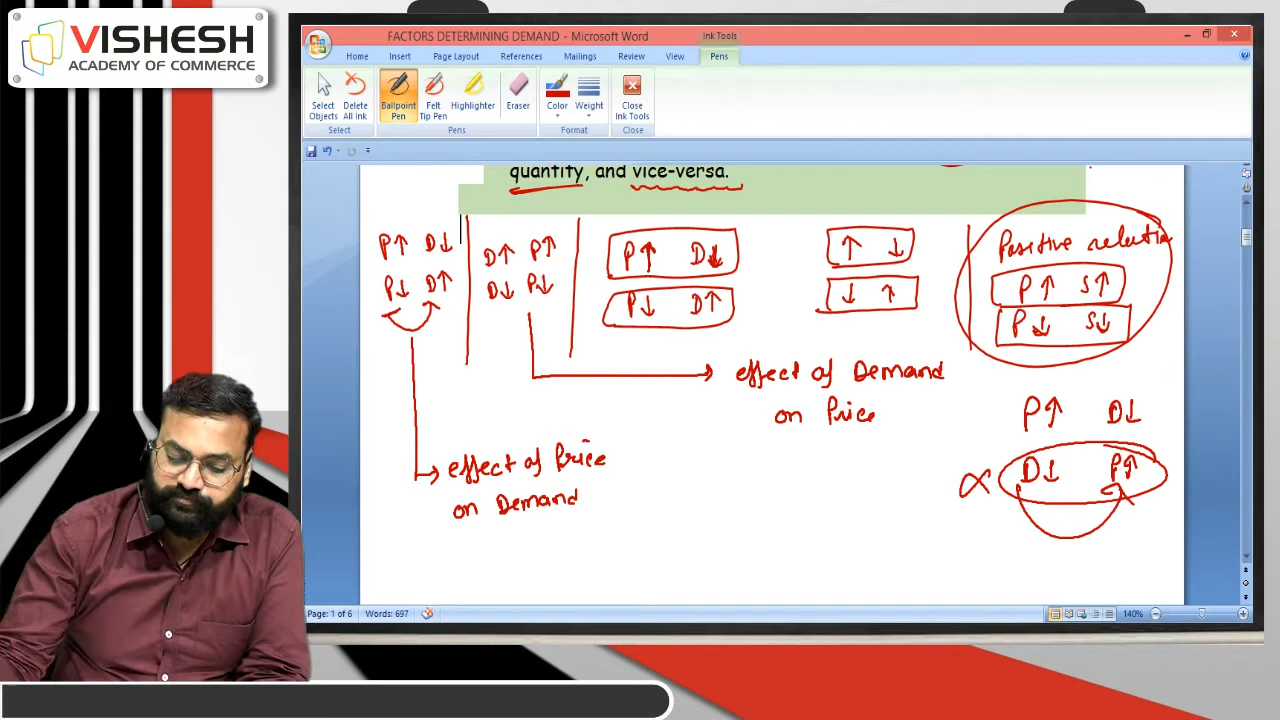 VISHESH
ACADEMY OF COMMERCE
FACTORS DETERMINING DEMAND - Microsoft Word
Ink Tools
Home Insert Page Layout References Mailings Review View Pens
Select Objects
Delete All Ink
Ballpoint Pen
Felt Tip Pen
Highlighter
Eraser
Color
Weight
Close Ink Tools
Select Pens Format Close
quantity, and vice-versa.
P↑ D↓
P↓ D↑
D↑ P↑
D↓ P↓
P↑ D↓
P↓ D↑
↑ ↓
↓ ↑
Positive relation
P↑ S↑
P↓ S↓
effect of Demand
on Price
effect of Price
on Demand
P↑ D↓
D↓ P↑
Page: 1 of 6 Words: 697
140%